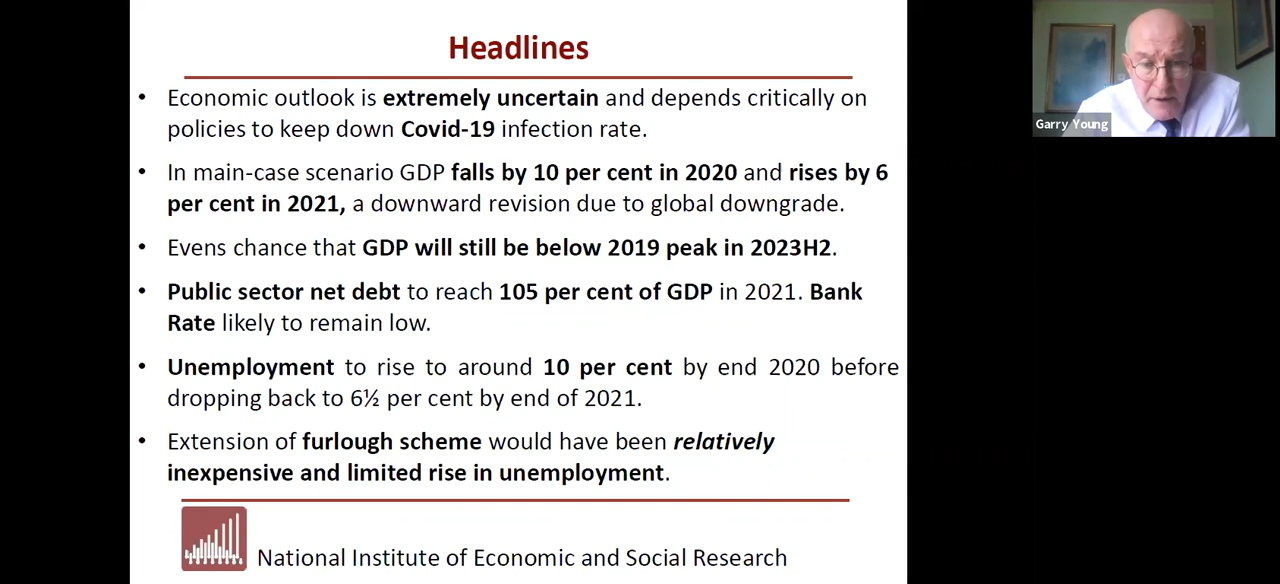 Headlines
• Economic outlook is extremely uncertain and depends critically on
policies to keep down Covid-19 infection rate.
• In main-case scenario GDP falls by 10 per cent in 2020 and rises by 6
per cent in 2021, a downward revision due to global downgrade.
• Evens chance that GDP will still be below 2019 peak in 2023H2.
• Public sector net debt to reach 105 per cent of GDP in 2021. Bank
Rate likely to remain low.
• Unemployment to rise to around 10 per cent by end 2020 before
dropping back to 6½ per cent by end of 2021.
• Extension of furlough scheme would have been relatively
inexpensive and limited rise in unemployment.
National Institute of Economic and Social Research
Garry Young